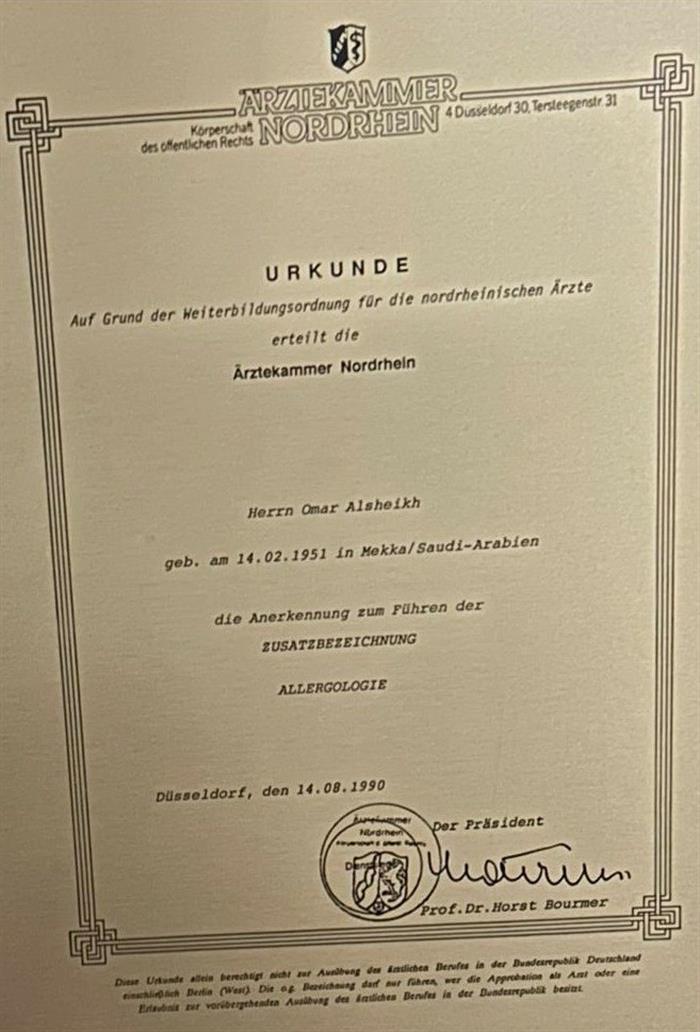 ÄRZTEKAMMER
NORDRHEIN
Körperschaft
des öffentlichen Rechts
4 Düsseldorf 30, Tersteegenstr. 31
URKUNDE
Auf Grund der Weiterbildungsordnung für die nordrheinischen Ärzte
erteilt die
Ärztekammer Nordrhein
Herrn Omar Alsheikh
geb. am 14.02.1951 in Mekka/Saudi-Arabien
die Anerkennung zum Führen der
ZUSATZBEZEICHNUNG
ALLERGOLOGIE
Düsseldorf, den 14.08.1990
Ärztekammer
Nordrhein
Der Präsident
Prof.Dr.Horst Bourmer
Diese Urkunde allein berechtigt nicht zur Ausübung des ärztlichen Berufes in der Bundesrepublik Deutschland
einschließlich Berlin (West). Die o.g. Bezeichnung darf nur führen, wer die Approbation als Arzt oder eine
Erlaubnis zur vorübergehenden Ausübung des ärztlichen Berufes in der Bundesrepublik besitzt.